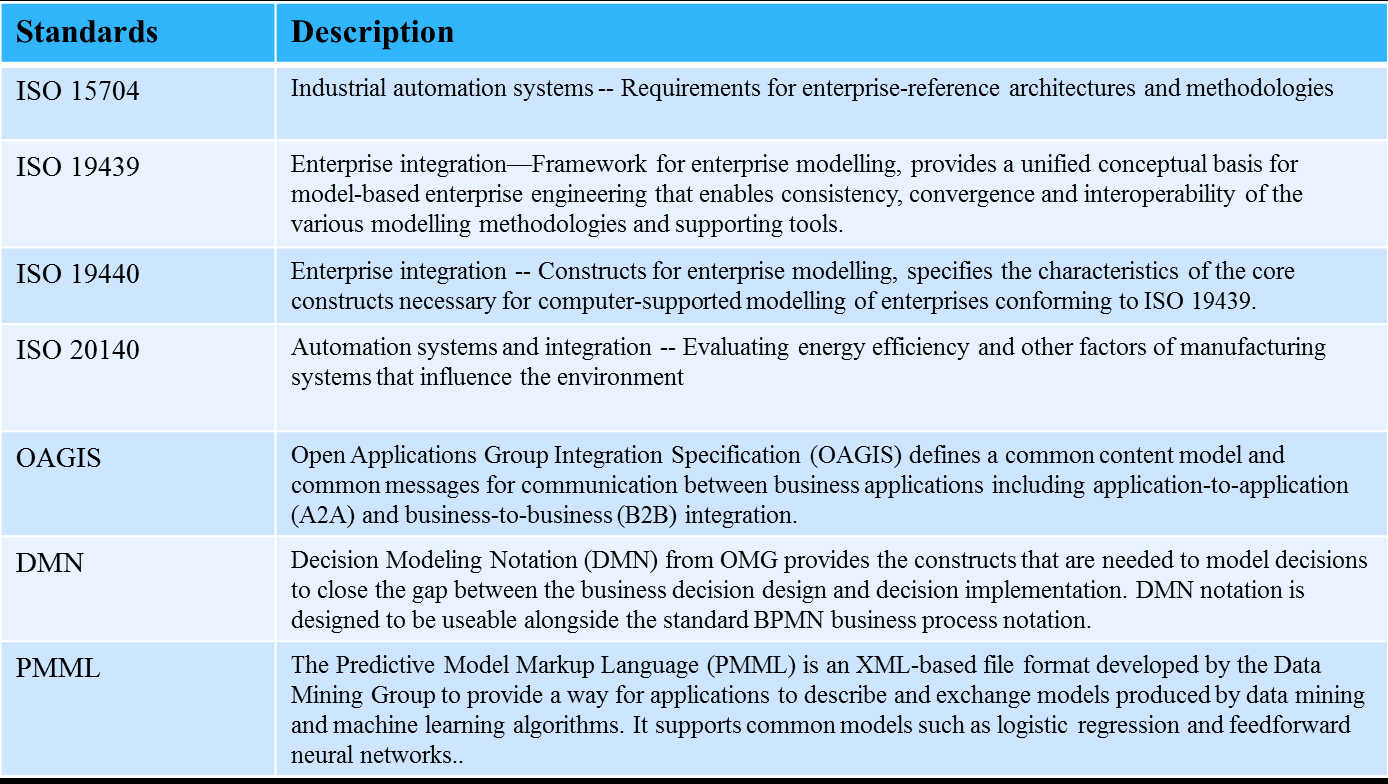 Standards Description
ISO 15704 Industrial automation systems -- Requirements for enterprise-reference architectures and methodologies
ISO 19439 Enterprise integration—Framework for enterprise modelling, provides a unified conceptual basis for
model-based enterprise engineering that enables consistency, convergence and interoperability of the
various modelling methodologies and supporting tools.
ISO 19440 Enterprise integration -- Constructs for enterprise modelling, specifies the characteristics of the core
constructs necessary for computer-supported modelling of enterprises conforming to ISO 19439.
ISO 20140 Automation systems and integration -- Evaluating energy efficiency and other factors of manufacturing
systems that influence the environment
OAGIS Open Applications Group Integration Specification (OAGIS) defines a common content model and
common messages for communication between business applications including application-to-application
(A2A) and business-to-business (B2B) integration.
DMN Decision Modeling Notation (DMN) from OMG provides the constructs that are needed to model decisions
to close the gap between the business decision design and decision implementation. DMN notation is
designed to be useable alongside the standard BPMN business process notation.
PMML The Predictive Model Markup Language (PMML) is an XML-based file format developed by the Data
Mining Group to provide a way for applications to describe and exchange models produced by data mining
and machine learning algorithms. It supports common models such as logistic regression and feedforward
neural networks..